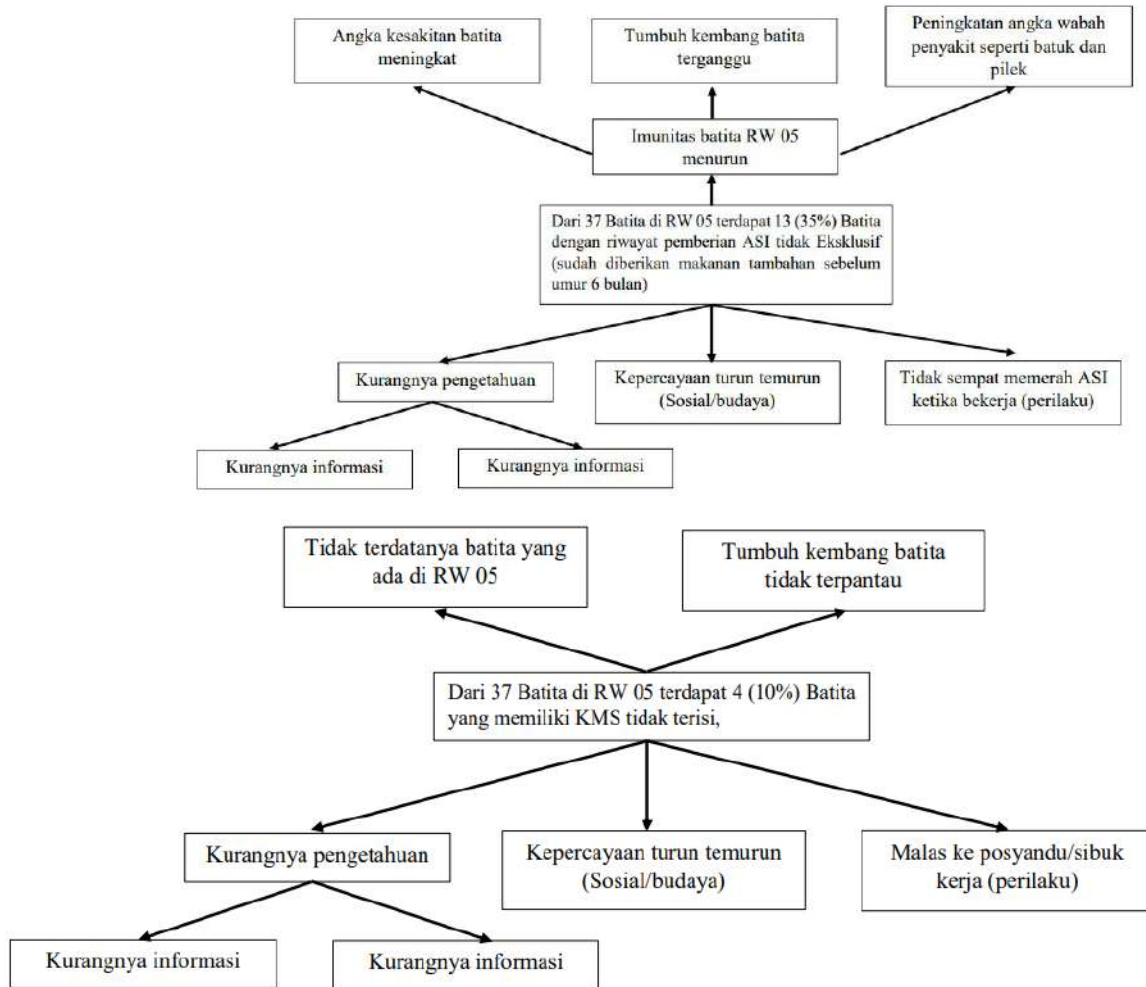 Angka kesakitan batita
meningkat
Tumbuh kembang batita
terganggu
Peningkatan angka wabah
penyakit seperti batuk dan
pilek
Imunitas batita RW 05
menurun
Dari 37 Batita di RW 05 terdapat 13 (35%) Batita
dengan riwayat pemberian ASI tidak Eksklusif
(sudah diberikan makanan tambahan sebelum
umur 6 bulan)
Kurangnya pengetahuan
Kepercayaan turun temurun
(Sosial/budaya)
Tidak sempat memerah ASI
ketika bekerja (perilaku)
Kurangnya informasi
Kurangnya informasi
Tidak terdatanya batita yang
ada di RW 05
Tumbuh kembang batita
tidak terpantau
Dari 37 Batita di RW 05 terdapat 4 (10%) Batita
yang memiliki KMS tidak terisi,
Kurangnya pengetahuan
Kepercayaan turun temurun
(Sosial/budaya)
Malas ke posyandu/sibuk
kerja (perilaku)
Kurangnya informasi
Kurangnya informasi